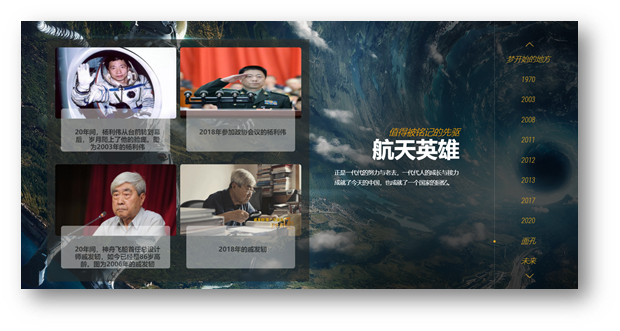 20年间，杨利伟从台前转到幕
后，岁月爬上了他的脸庞。图
为2003年的杨利伟
2018年参加政协会议的杨利伟
20年间，神舟飞船首任总设计
师戚发轫，如今已经是86岁高
龄。图为2006年的戚发轫
2018年的戚发轫
值得被铭记的先驱
航天英雄
正是一代代的努力与老去，一代代人的成长与接力
成就了今天的中国，也成就了一个国家的回忆。
梦开始的地方
1970
2003
2008
2011
2012
2013
2017
2020
面孔
未来